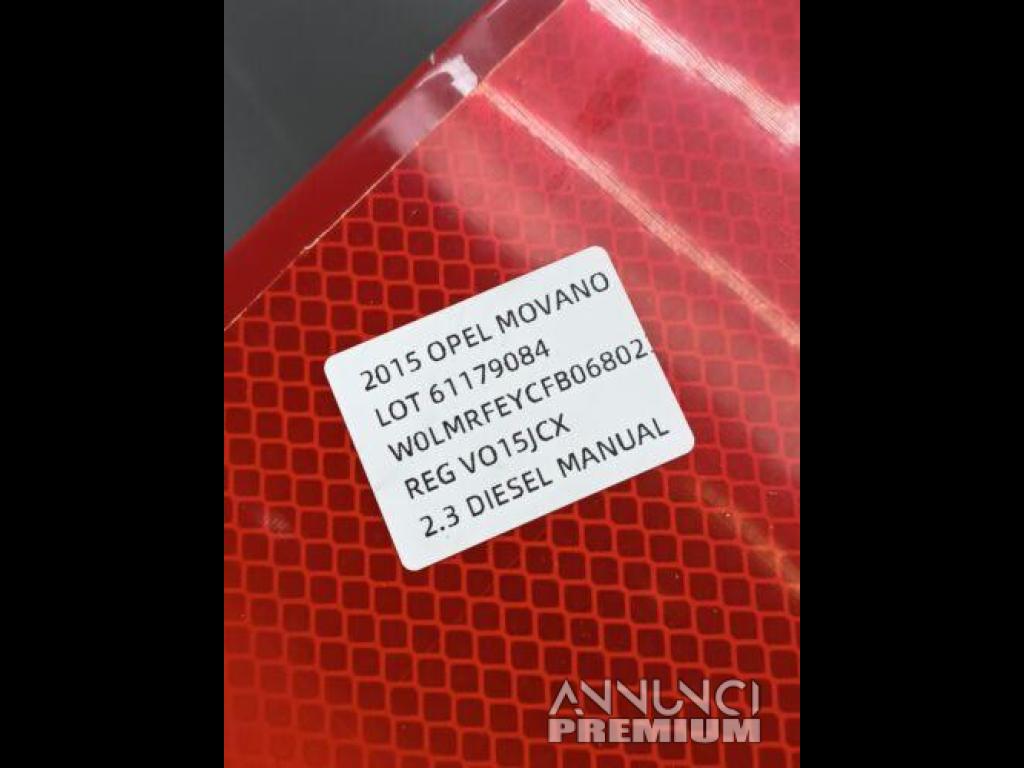 2015 OPEL MOVANO
LOT 61179084
W0LMRFEYCFB06802.
REG VO15JCX
2.3 DIESEL MANUAL
ANNUNCI
PREMIUM